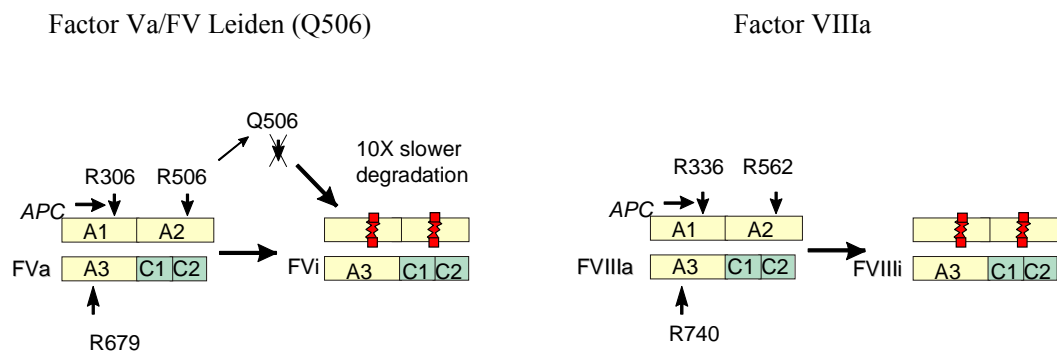 Factor Va/FV Leiden (Q506)
Factor VIIIa
Q506
10X slower
degradation
R306 R506
APC
A1 A2
FVa A3 C1 C2
R679
FVi A3 C1 C2
R336 R562
APC
A1 A2
FVIIIa A3 C1 C2
R740
FVIIIi A3 C1 C2